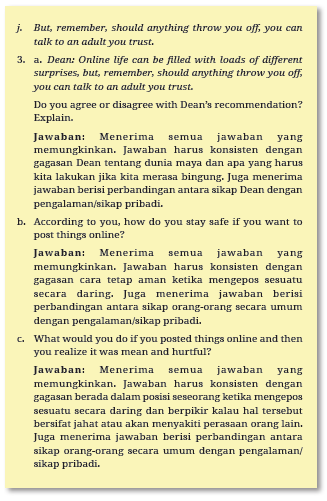 j. But, remember, should anything throw you off, you can
talk to an adult you trust.
3. a. Dean: Online life can be filled with loads of different
surprises, but, remember, should anything throw you off,
you can talk to an adult you trust.
Do you agree or disagree with Dean's recommendation?
Explain.
Jawaban: Menerima semua jawaban yang
memungkinkan. Jawaban harus konsisten dengan
gagasan Dean tentang dunia maya dan apa yang harus
kita lakukan jika kita merasa bingung. Juga menerima
jawaban berisi perbandingan antara sikap Dean dengan
pengalaman/sikap pribadi.
b. According to you, how do you stay safe if you want to
post things online?
Jawaban: Menerima semua jawaban yang
memungkinkan. Jawaban harus konsisten dengan
gagasan cara tetap aman ketika mengepos sesuatu
secara daring. Juga menerima jawaban berisi
perbandingan antara sikap orang-orang secara umum
dengan pengalaman/sikap pribadi.
c. What would you do if you posted things online and then
you realize it was mean and hurtful?
Jawaban: Menerima semua jawaban yang
memungkinkan. Jawaban harus konsisten dengan
gagasan berada dalam posisi seseorang ketika mengepos
sesuatu secara daring dan berpikir kalau hal tersebut
bersifat jahat atau akan menyakiti perasaan orang lain.
Juga menerima jawaban berisi perbandingan antara
sikap orang-orang secara umum dengan pengalaman/
sikap pribadi.